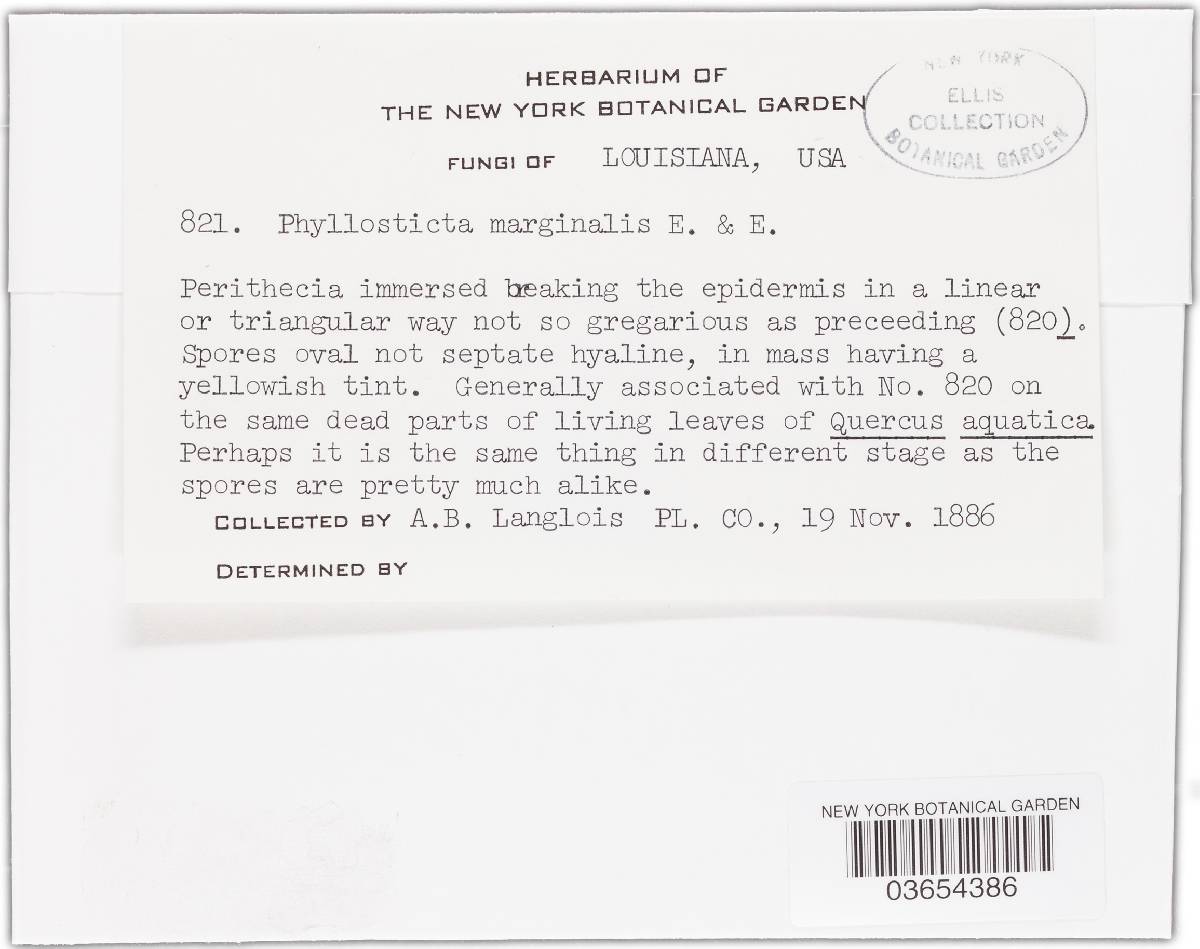 HERBARIUM OF
THE NEW YORK BOTANICAL GARDEN
NEW YORK
ELLIS
COLLECTION
BOTANICAL GARDEN
FUNGI OF LOUISIANA, USA
821. Phyllosticta marginalis E. & E.
Perithecia immersed breaking the epidermis in a linear
or triangular way not so gregarious as preceeding (820).
Spores oval not septate hyaline, in mass having a
yellowish tint. Generally associated with No. 820 on
the same dead parts of living leaves of Quercus aquatica.
Perhaps it is the same thing in different stage as the
spores are pretty much alike.
COLLECTED BY A.B. Langlois PL. CO., 19 Nov. 1886
DETERMINED BY
NEW YORK BOTANICAL GARDEN
03654386